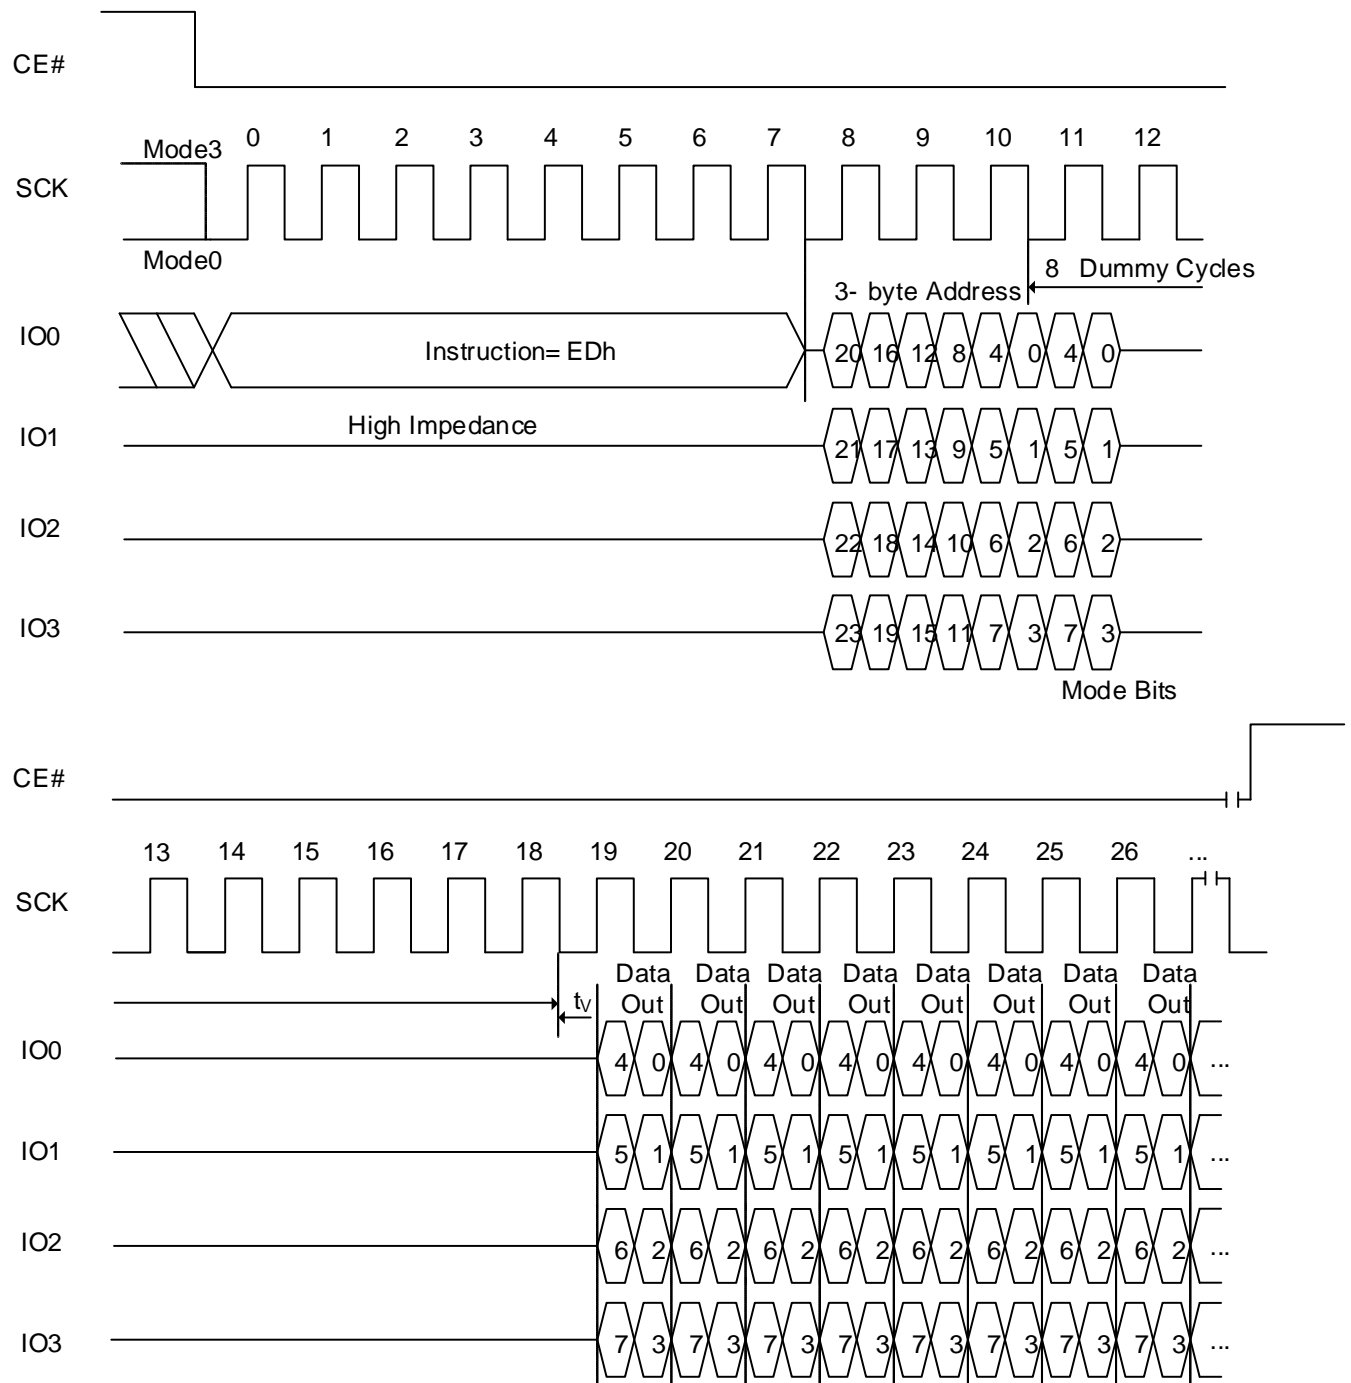 CE#
0 1 2 3 4 5 6 7 8 9 10 11 12
Mode3
SCK
Mode0
8 Dummy Cycles
3- byte Address
IO0
Instruction= EDh
20 16 12 8 4 0 4 0
High Impedance
IO1
21 17 13 9 5 1 5 1
IO2
22 18 14 10 6 2 6 2
IO3
23 19 15 11 7 3 7 3
Mode Bits
CE#
13 14 15 16 17 18 19 20 21 22 23 24 25 26 ...
SCK
Data Data Data Data Data Data Data Data
tV Out Out Out Out Out Out Out Out
IO0
4 0 4 0 4 0 4 0 4 0 4 0 4 0 4 0 ...
IO1
5 1 5 1 5 1 5 1 5 1 5 1 5 1 5 1 ...
IO2
6 2 6 2 6 2 6 2 6 2 6 2 6 2 6 2 ...
IO3
7 3 7 3 7 3 7 3 7 3 7 3 7 3 7 3 ...